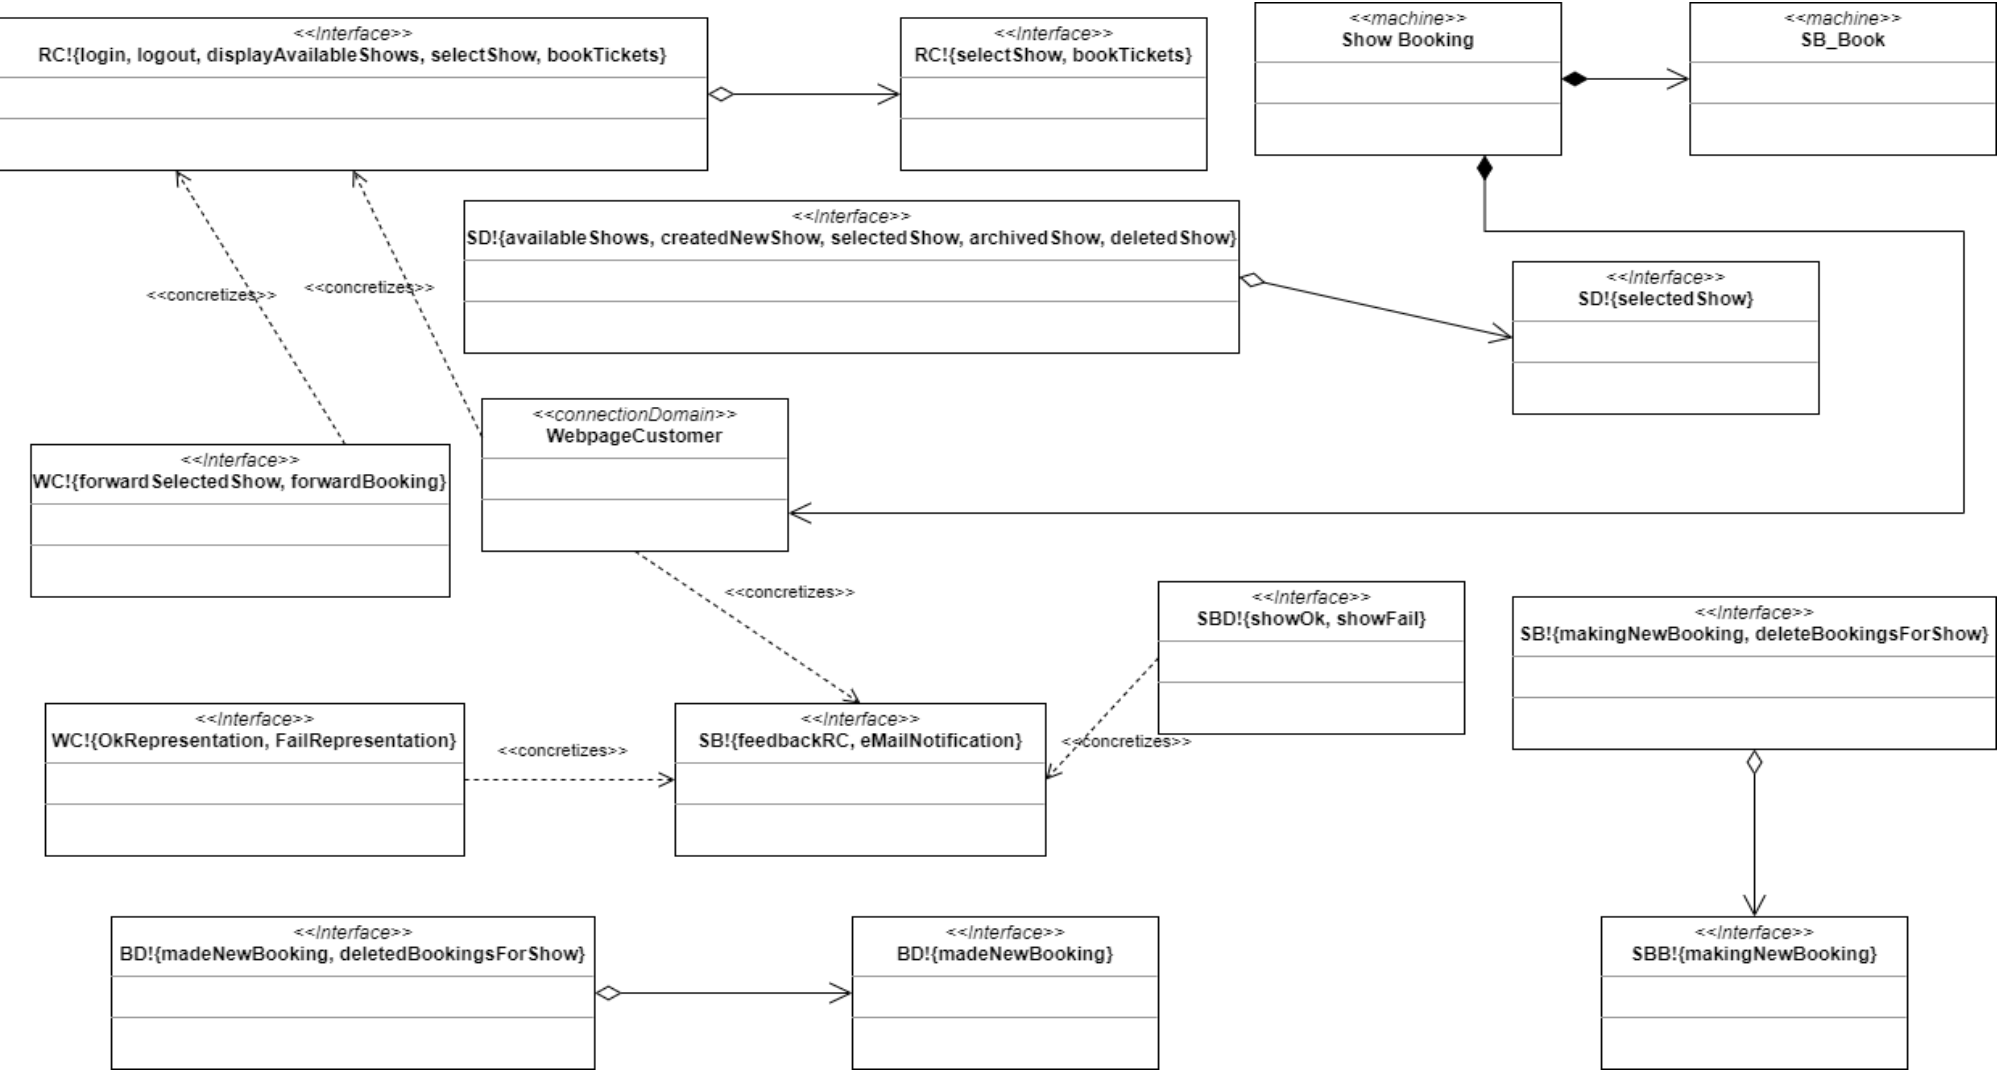 <<Interface>>
RC!{login, logout, displayAvailableShows, selectShow, bookTickets}
<<Interface>>
RC!{selectShow, bookTickets}
<<machine>>
Show Booking
<<machine>>
SB_Book
<<Interface>>
SD!{availableShows, createdNewShow, selectedShow, archivedShow, deletedShow}
<<Interface>>
SD!{selectedShow}
<<concretizes>>
<<concretizes>>
<<connectionDomain>>
WebpageCustomer
<<Interface>>
WC!{forwardSelectedShow, forwardBooking}
<<concretizes>>
<<Interface>>
SBD!{showOk, showFail}
<<Interface>>
SB!{makingNewBooking, deleteBookingsForShow}
<<Interface>>
WC!{OkRepresentation, FailRepresentation}
<<concretizes>>
<<Interface>>
SB!{feedbackRC, eMailNotification}
<<concretizes>>
<<Interface>>
BD!{madeNewBooking, deletedBookingsForShow}
<<Interface>>
BD!{madeNewBooking}
<<Interface>>
SBB!{makingNewBooking}